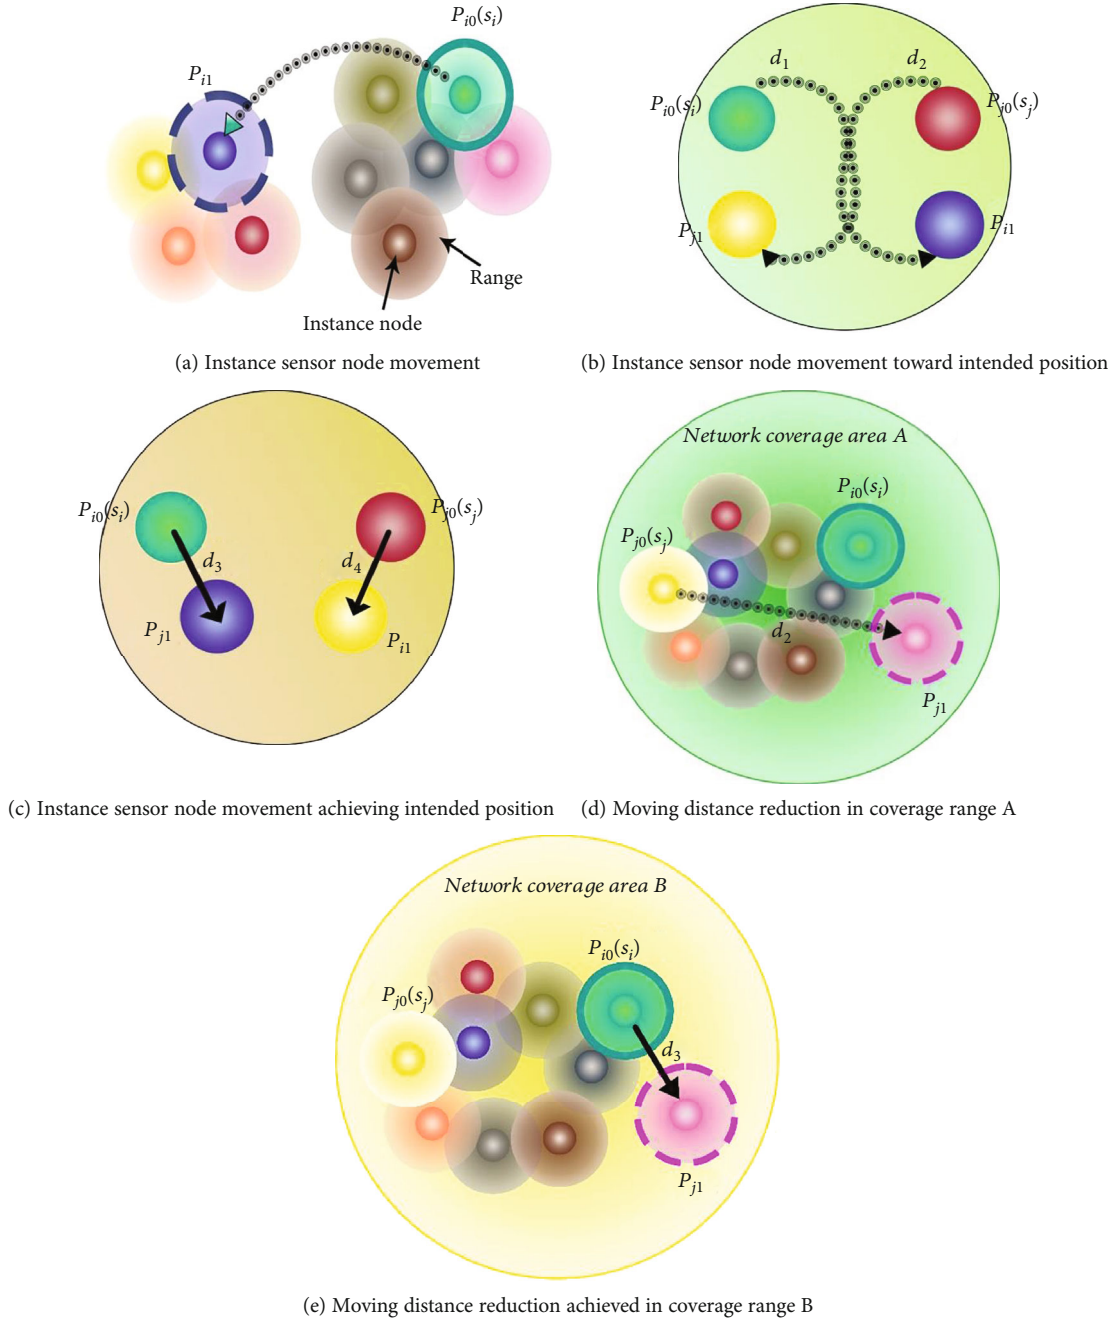 P_{i0}(s_i)
P_{i1}
Range
Instance node
(a) Instance sensor node movement
d_1 d_2
P_{i0}(s_i) P_{j0}(s_j)
P_{j1} P_{i1}
(b) Instance sensor node movement toward intended position
P_{i0}(s_i) P_{j0}(s_j)
d_3 d_4
P_{j1} P_{i1}
(c) Instance sensor node movement achieving intended position
Network coverage area A
P_{i0}(s_i)
P_{j0}(s_j)
d_2
P_{j1}
(d) Moving distance reduction in coverage range A
Network coverage area B
P_{i0}(s_i)
P_{j0}(s_j)
d_3
P_{j1}
(e) Moving distance reduction achieved in coverage range B